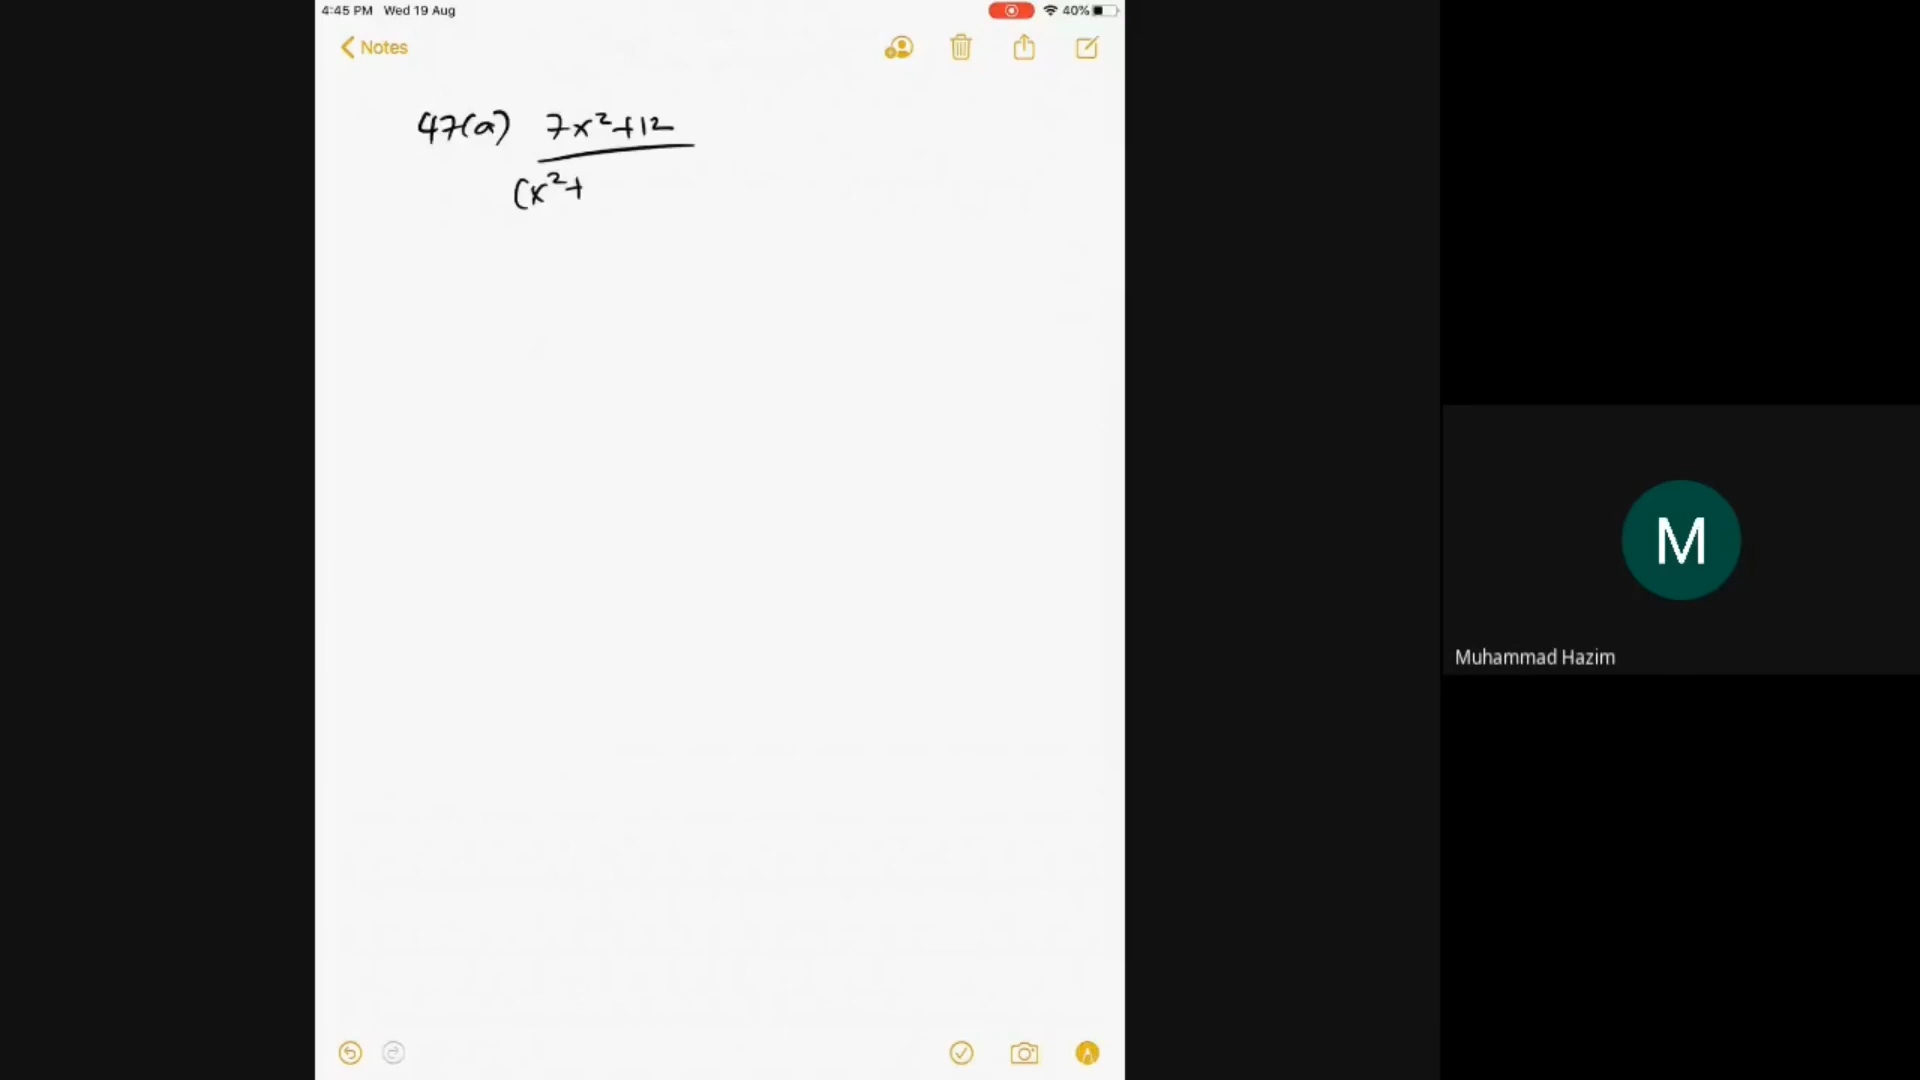 4:45 PM Wed 19 Aug
40%
Notes
47(a) 7x²+12
(x²+
M
Muhammad Hazim